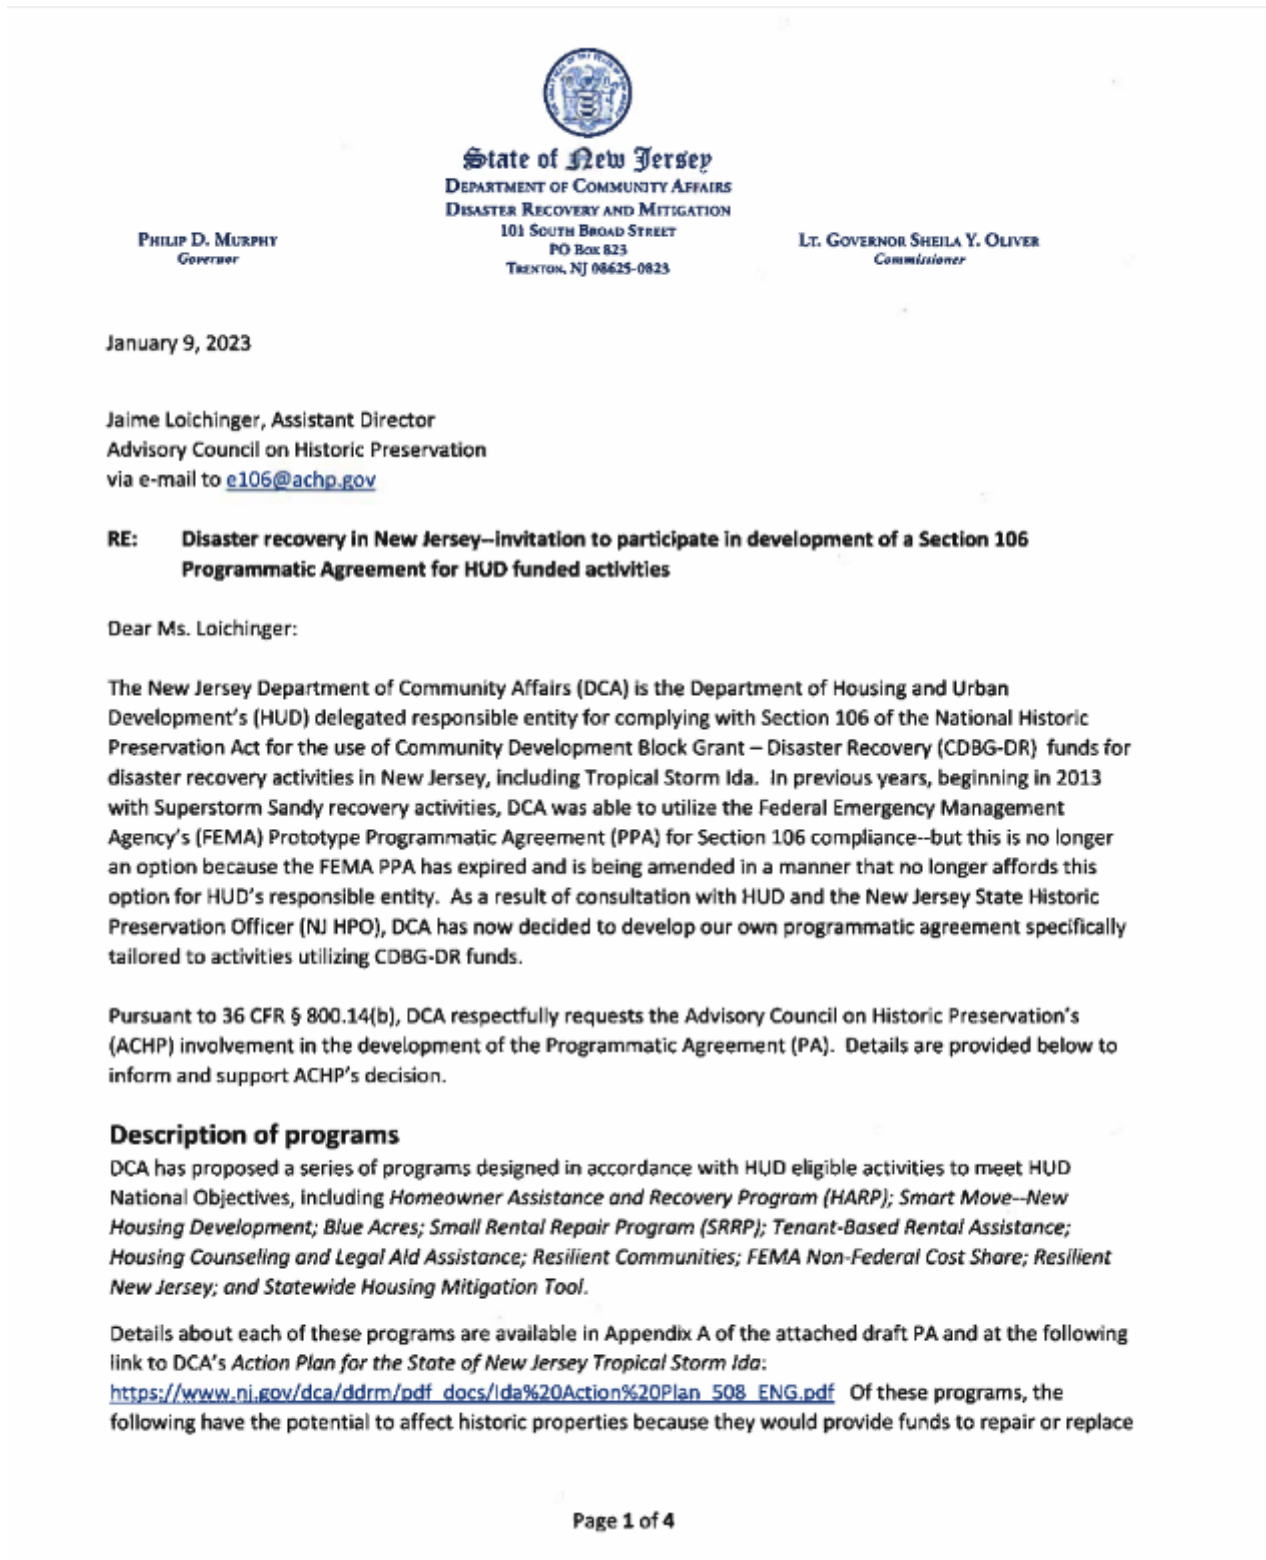 State of New Jersey
DEPARTMENT OF COMMUNITY AFFAIRS
DISASTER RECOVERY AND MITIGATION
101 SOUTH BROAD STREET
PO BOX 823
TRENTON, NJ 08625-0823
PHILIP D. MURPHY
Governor
LT. GOVERNOR SHEILA Y. OLIVER
Commissioner
January 9, 2023
Jaime Loichinger, Assistant Director
Advisory Council on Historic Preservation
via e-mail to e106@achp.gov
RE: Disaster recovery in New Jersey--invitation to participate in development of a Section 106
Programmatic Agreement for HUD funded activities
Dear Ms. Loichinger:
The New Jersey Department of Community Affairs (DCA) is the Department of Housing and Urban
Development's (HUD) delegated responsible entity for complying with Section 106 of the National Historic
Preservation Act for the use of Community Development Block Grant – Disaster Recovery (CDBG-DR) funds for
disaster recovery activities in New Jersey, including Tropical Storm Ida. In previous years, beginning in 2013
with Superstorm Sandy recovery activities, DCA was able to utilize the Federal Emergency Management
Agency's (FEMA) Prototype Programmatic Agreement (PPA) for Section 106 compliance--but this is no longer
an option because the FEMA PPA has expired and is being amended in a manner that no longer affords this
option for HUD's responsible entity. As a result of consultation with HUD and the New Jersey State Historic
Preservation Officer (NJ HPO), DCA has now decided to develop our own programmatic agreement specifically
tailored to activities utilizing CDBG-DR funds.
Pursuant to 36 CFR § 800.14(b), DCA respectfully requests the Advisory Council on Historic Preservation's
(ACHP) involvement in the development of the Programmatic Agreement (PA). Details are provided below to
inform and support ACHP's decision.
Description of programs
DCA has proposed a series of programs designed in accordance with HUD eligible activities to meet HUD
National Objectives, including Homeowner Assistance and Recovery Program (HARP); Smart Move--New
Housing Development; Blue Acres; Small Rental Repair Program (SRRP); Tenant-Based Rental Assistance;
Housing Counseling and Legal Aid Assistance; Resilient Communities; FEMA Non-Federal Cost Share; Resilient
New Jersey; and Statewide Housing Mitigation Tool.
Details about each of these programs are available in Appendix A of the attached draft PA and at the following
link to DCA's Action Plan for the State of New Jersey Tropical Storm Ida:
https://www.nj.gov/dca/ddrm/pdf_docs/Ida%20Action%20Plan_508_ENG.pdf Of these programs, the
following have the potential to affect historic properties because they would provide funds to repair or replace
Page 1 of 4